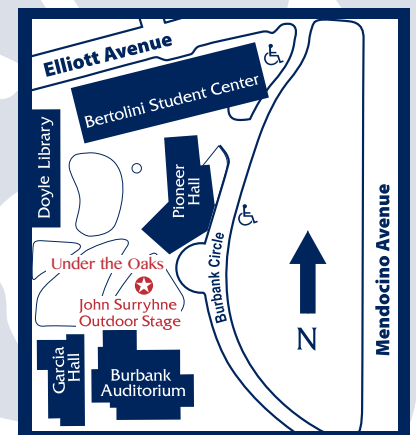 Elliott Avenue
Bertolini Student Center
Doyle Library
Pioneer
Hall
Mendocino Avenue
Burbank Circle
Under the Oaks
John Surryhne
Outdoor Stage
N
Garcia
Hall
Burbank
Auditorium